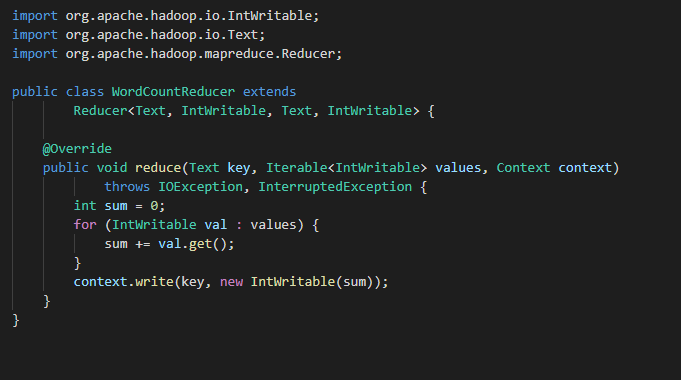 import org.apache.hadoop.io.IntWritable;
import org.apache.hadoop.io.Text;
import org.apache.hadoop.mapreduce.Reducer;

public class WordCountReducer extends
        Reducer<Text, IntWritable, Text, IntWritable> {

    @Override
    public void reduce(Text key, Iterable<IntWritable> values, Context context)
            throws IOException, InterruptedException {
        int sum = 0;
        for (IntWritable val : values) {
            sum += val.get();
        }
        context.write(key, new IntWritable(sum));
    }
}